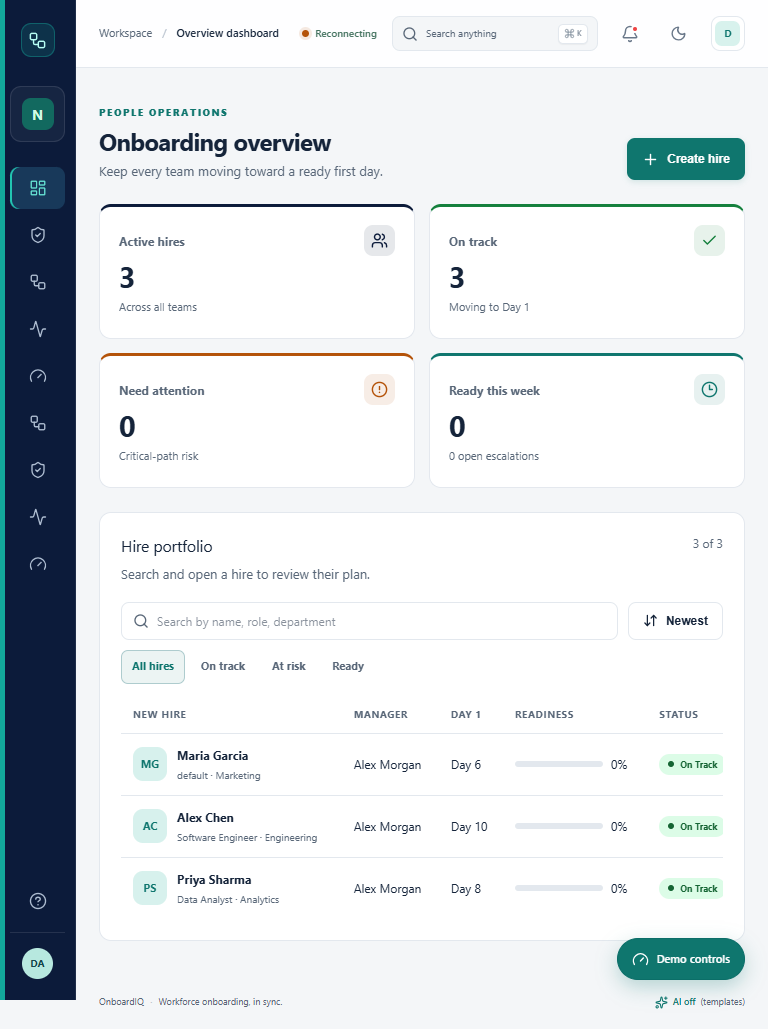 Workspace / Overview dashboard
Reconnecting
Search anything
⌘ K
D
N
PEOPLE OPERATIONS
Onboarding overview
Keep every team moving toward a ready first day.
Create hire
Active hires
3
Across all teams
On track
3
Moving to Day 1
Need attention
0
Critical-path risk
Ready this week
0
0 open escalations
Hire portfolio
3 of 3
Search and open a hire to review their plan.
Search by name, role, department
Newest
All hires
On track
At risk
Ready
NEW HIRE MANAGER DAY 1 READINESS STATUS
MG Maria Garcia Alex Morgan Day 6 0% On Track
default · Marketing
AC Alex Chen Alex Morgan Day 10 0% On Track
Software Engineer · Engineering
PS Priya Sharma Alex Morgan Day 8 0% On Track
Data Analyst · Analytics
DA
Demo controls
OnboardIQ · Workforce onboarding, in sync.
AI off (templates)